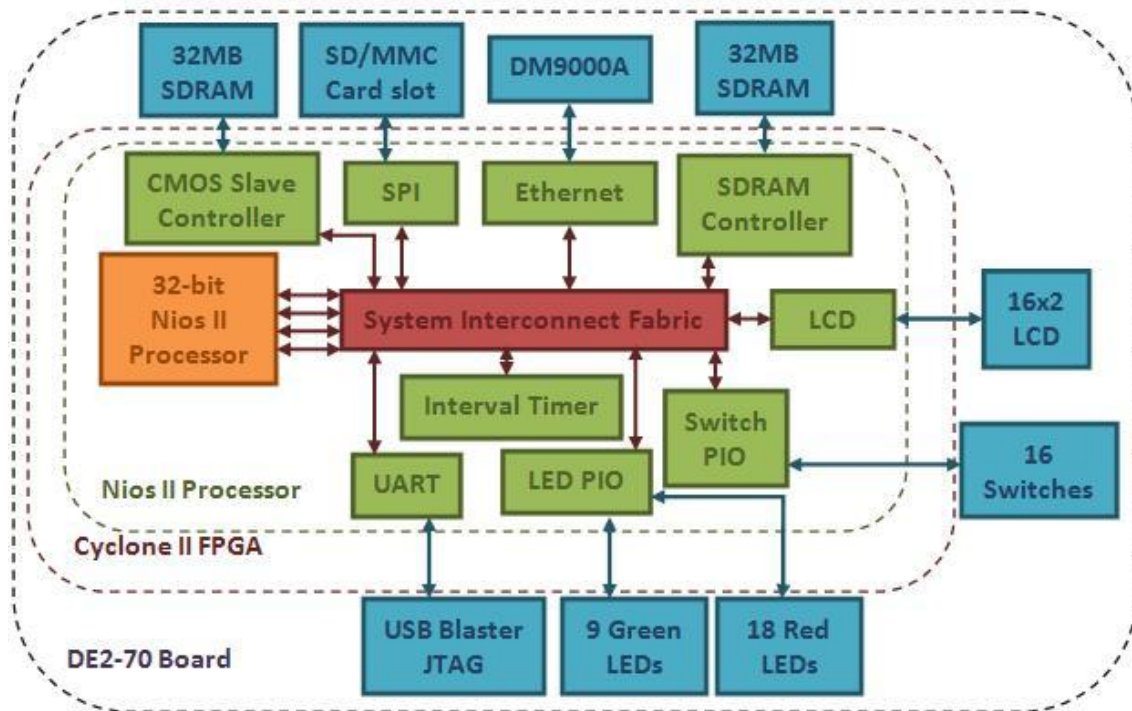 32MB
SDRAM
SD/MMC
Card slot
DM9000A
32MB
SDRAM
CMOS Slave
Controller
SPI
Ethernet
SDRAM
Controller
32-bit
Nios II
Processor
System Interconnect Fabric
LCD
16x2
LCD
Interval Timer
Switch
PIO
UART
LED PIO
16
Switches
Nios II Processor
Cyclone II FPGA
USB Blaster
JTAG
9 Green
LEDs
18 Red
LEDs
DE2-70 Board